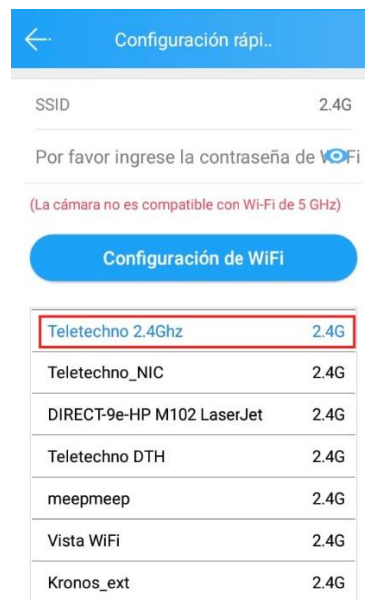 Configuración rápi..
SSID 2.4G
Por favor ingrese la contraseña de WiFi
(La cámara no es compatible con Wi-Fi de 5 GHz)
Configuración de WiFi
Teletechno 2.4Ghz 2.4G
Teletechno_NIC 2.4G
DIRECT-9e-HP M102 LaserJet 2.4G
Teletechno DTH 2.4G
meepmeep 2.4G
Vista WiFi 2.4G
Kronos_ext 2.4G